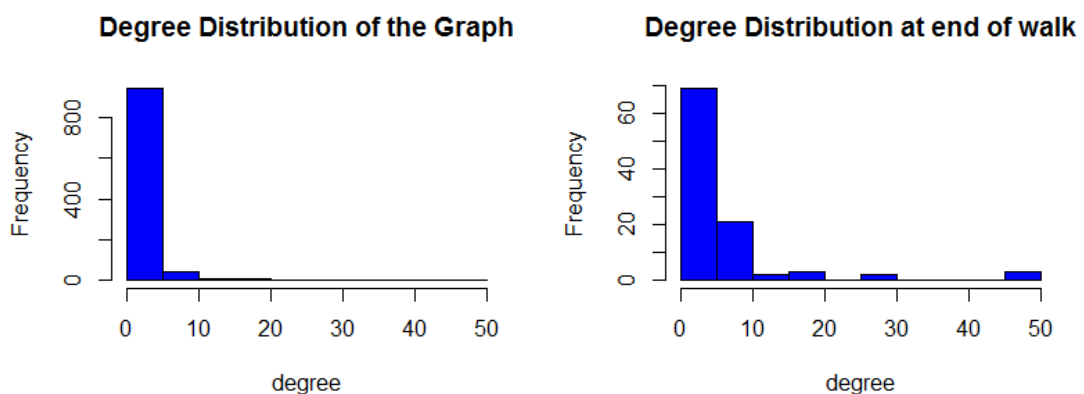 Degree Distribution of the Graph
Frequency
800
400
0
0 10 20 30 40 50
degree
Degree Distribution at end of walk
Frequency
60
40
20
0
0 10 20 30 40 50
degree